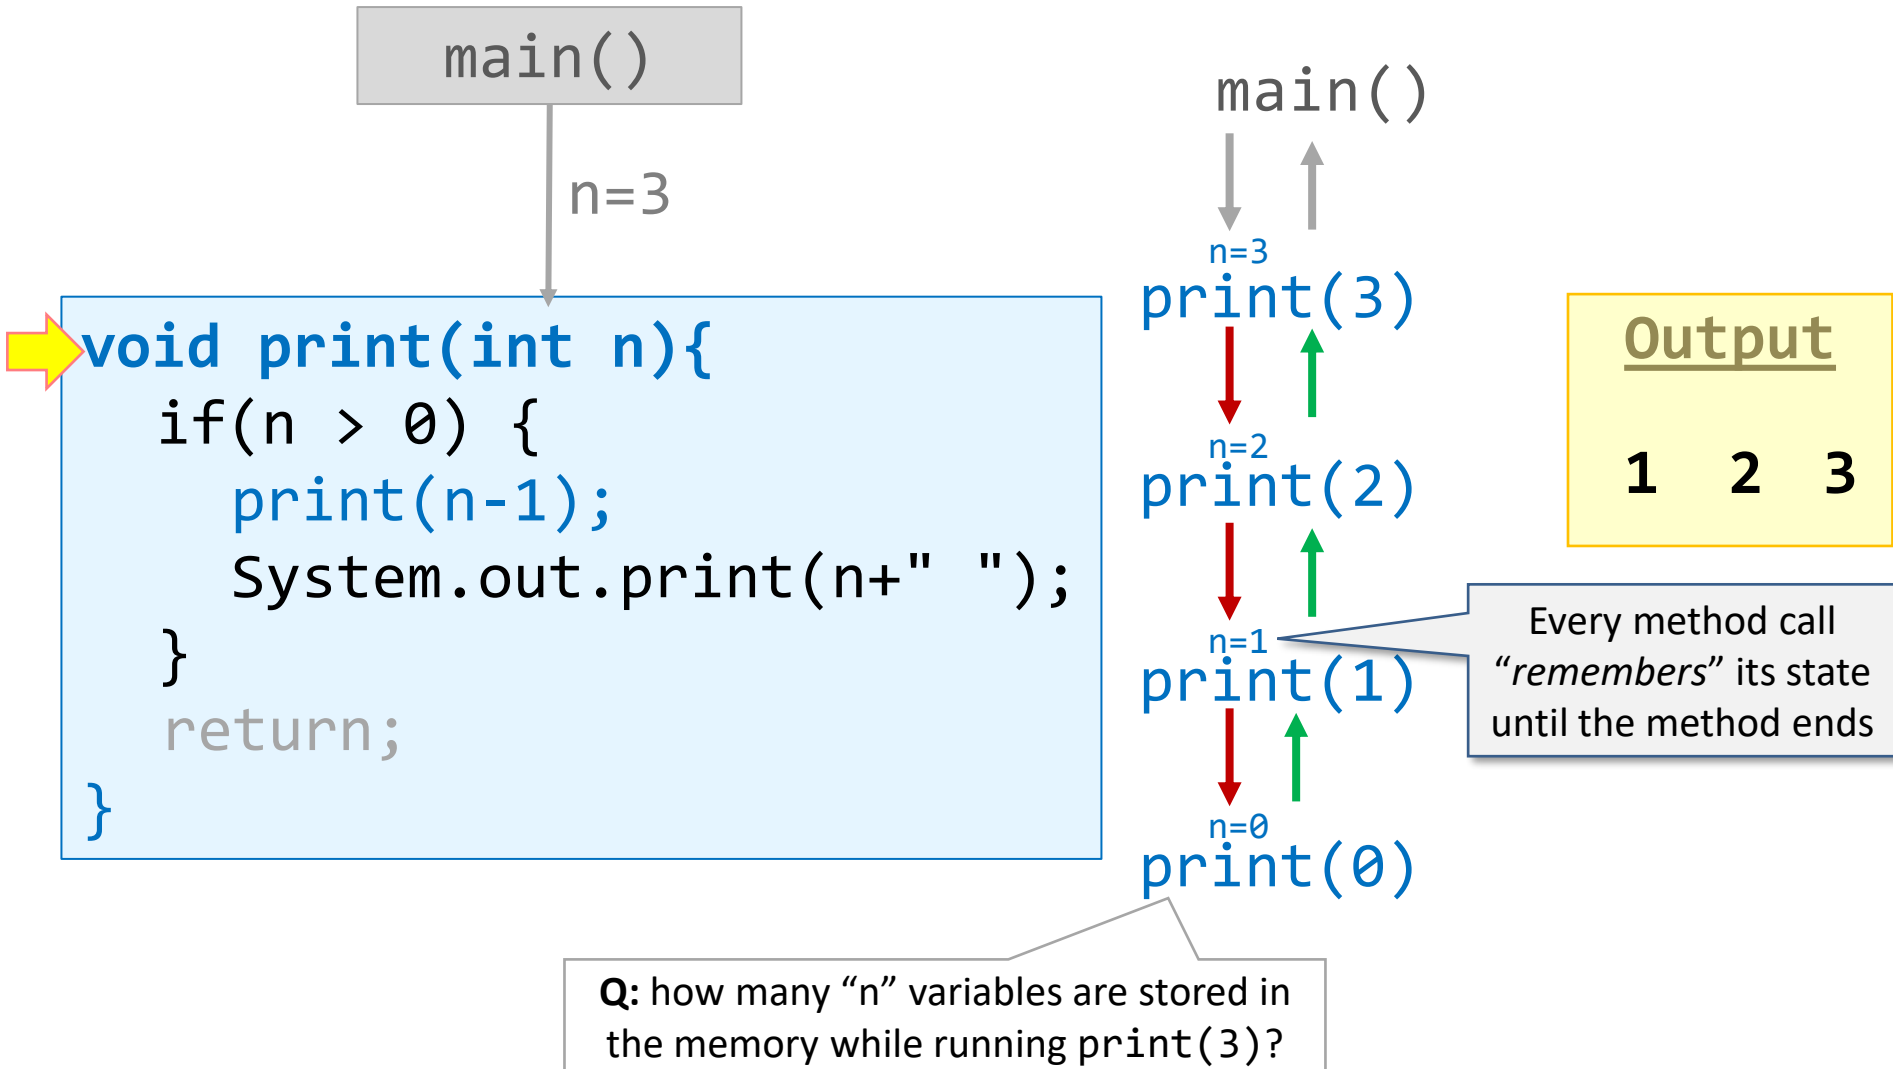 main()
n=3
void print(int n){
if(n > 0) {
print(n-1);
System.out.print(n+" ");
}
return;
}
main()
n=3
print(3)
n=2
print(2)
n=1
print(1)
n=0
print(0)
Output
1 2 3
Every method call
“remembers” its state
until the method ends
Q: how many “n” variables are stored in
the memory while running print(3)?